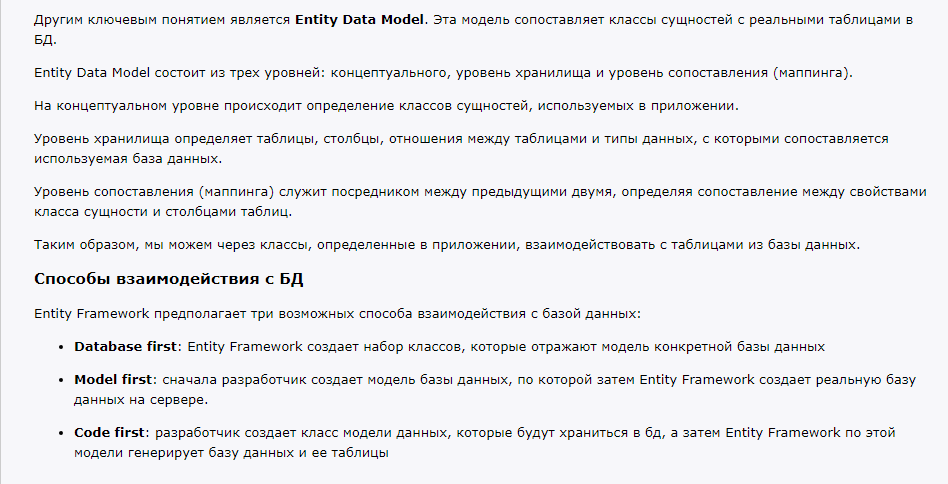 Другим ключевым понятием является Entity Data Model. Эта модель сопоставляет классы сущностей с реальными таблицами в
БД.
Entity Data Model состоит из трех уровней: концептуального, уровень хранилища и уровень сопоставления (маппинга).
На концептуальном уровне происходит определение классов сущностей, используемых в приложении.
Уровень хранилища определяет таблицы, столбцы, отношения между таблицами и типы данных, с которыми сопоставляется
используемая база данных.
Уровень сопоставления (маппинга) служит посредником между предыдущими двумя, определяя сопоставление между свойствами
класса сущности и столбцами таблиц.
Таким образом, мы можем через классы, определенные в приложении, взаимодействовать с таблицами из базы данных.
Способы взаимодействия с БД
Entity Framework предполагает три возможных способа взаимодействия с базой данных:
• Database first: Entity Framework создает набор классов, которые отражают модель конкретной базы данных
• Model first: сначала разработчик создает модель базы данных, по которой затем Entity Framework создает реальную базу
данных на сервере.
• Code first: разработчик создает класс модели данных, которые будут храниться в бд, а затем Entity Framework по этой
модели генерирует базу данных и ее таблицы